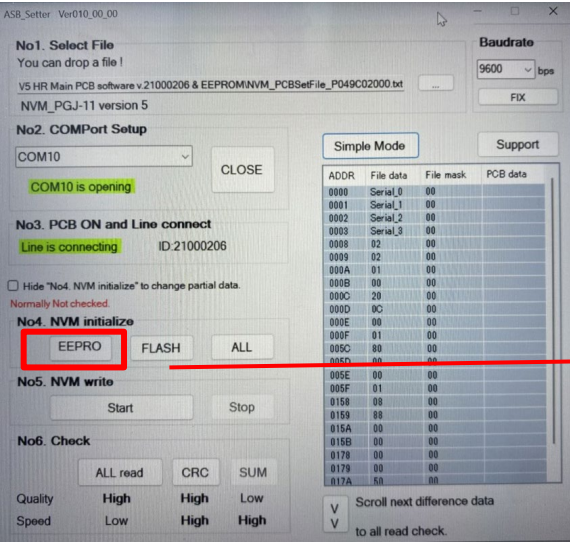 ASB_Setter Ver010_00_00
No1. Select File
You can drop a file !
V5 HR Main PCB software v.21000206 & EEPROM\NVM_PCBSetFile_P049C02000.txt
...
NVM_PGJ-11 version 5
Baudrate
9600 bps
FIX
No2. COMPort Setup
COM10
CLOSE
COM10 is opening
Simple Mode
Support
No3. PCB ON and Line connect
Line is connecting ID:21000206
Hide "No4. NVM initialize" to change partial data.
Normally Not checked.
No4. NVM initialize
EEPRO
FLASH
ALL
No5. NVM write
Start
Stop
No6. Check
ALL read
CRC
SUM
Quality High High Low
Speed Low High High
ADDR File data File mask PCB data
0000 Serial_0 00
0001 Serial_1 00
0002 Serial_2 00
0003 Serial_3 00
0008 02 00
0009 02 00
000A 01 00
000B 00 00
000C 20 00
000D 0C 00
000E 00 00
000F 01 00
005C 80 00
005D 00 00
005E 00 00
005F 01 00
0158 08 00
0159 88 00
015A 00 00
015B 00 00
0178 00 00
0179 00 00
017A 50 00
V
V
Scroll next difference data
to all read check.